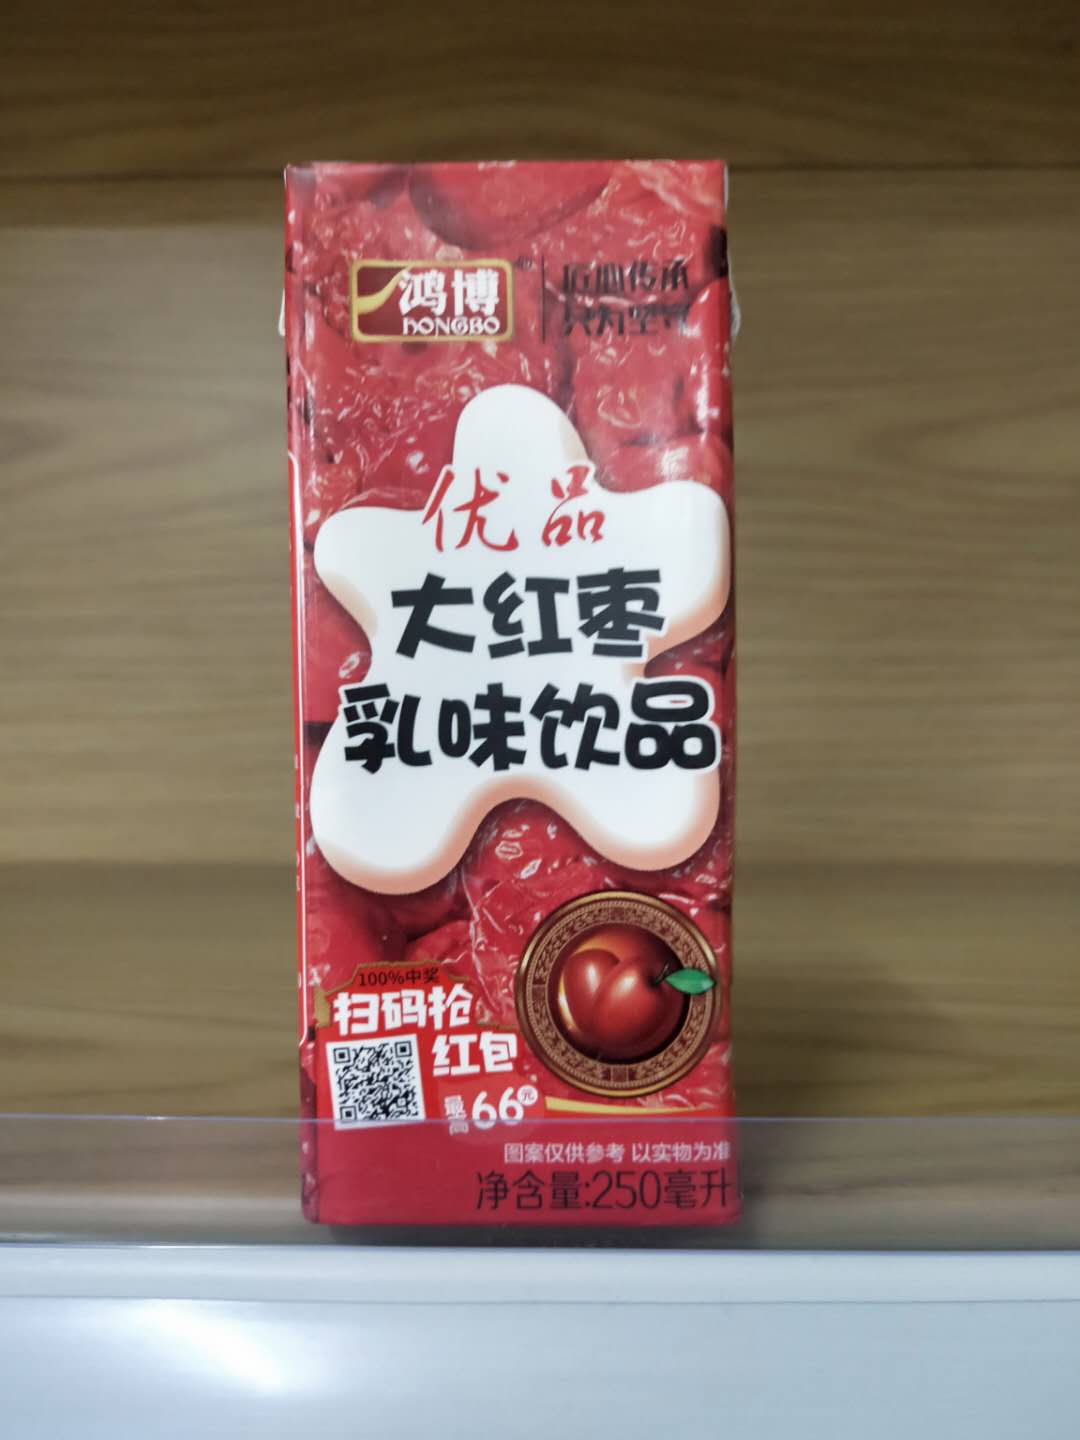 鸿博
HONGBO
匠心传承
只为坚守
优品
大红枣
乳味饮品
100%中奖
扫码抢
红包
最高66元
图案仅供参考 以实物为准
净含量:250毫升